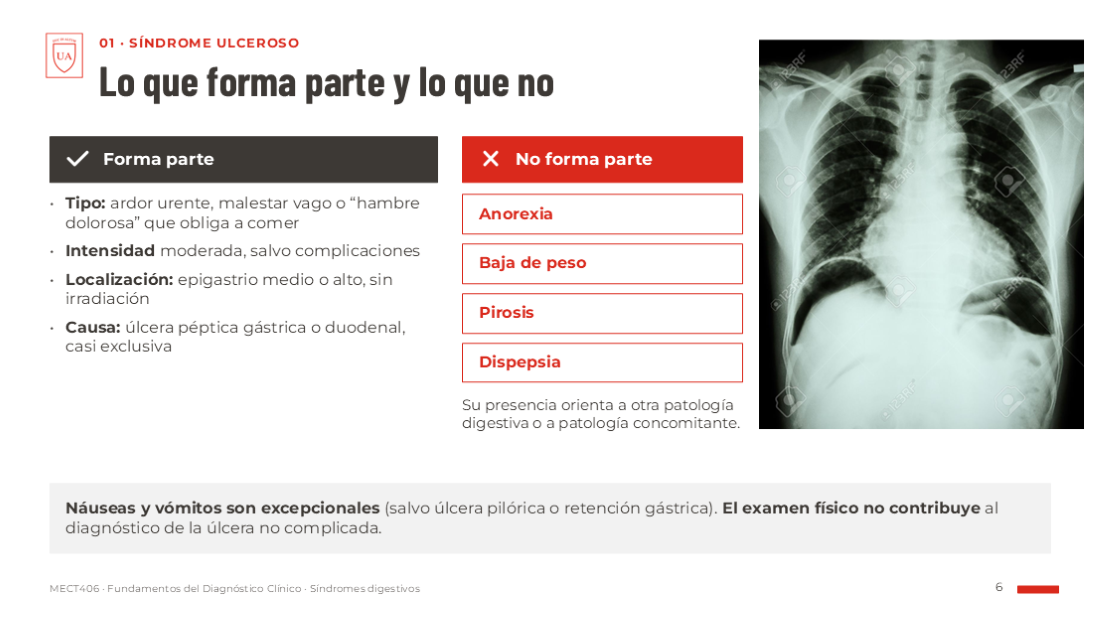 UA
01 · SÍNDROME ULCEROSO
Lo que forma parte y lo que no
Forma parte
• Tipo: ardor urente, malestar vago o “hambre
dolorosa” que obliga a comer
• Intensidad moderada, salvo complicaciones
• Localización: epigastrio medio o alto, sin
irradiación
• Causa: úlcera péptica gástrica o duodenal,
casi exclusiva
No forma parte
Anorexia
Baja de peso
Pirosis
Dispepsia
Su presencia orienta a otra patología
digestiva o a patología concomitante.
123RF
Náuseas y vómitos son excepcionales (salvo úlcera pilórica o retención gástrica). El examen físico no contribuye al
diagnóstico de la úlcera no complicada.
MECT406 · Fundamentos del Diagnóstico Clínico · Síndromes digestivos
6